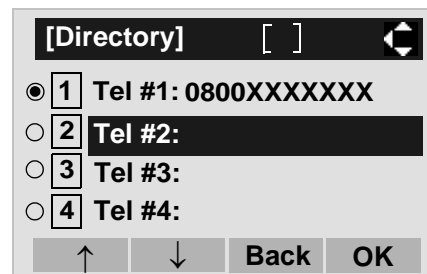 [Directory] [ ]
1 Tel #1: 0800XXXXXXX
2 Tel #2:
3 Tel #3:
4 Tel #4:
↑ ↓ Back OK